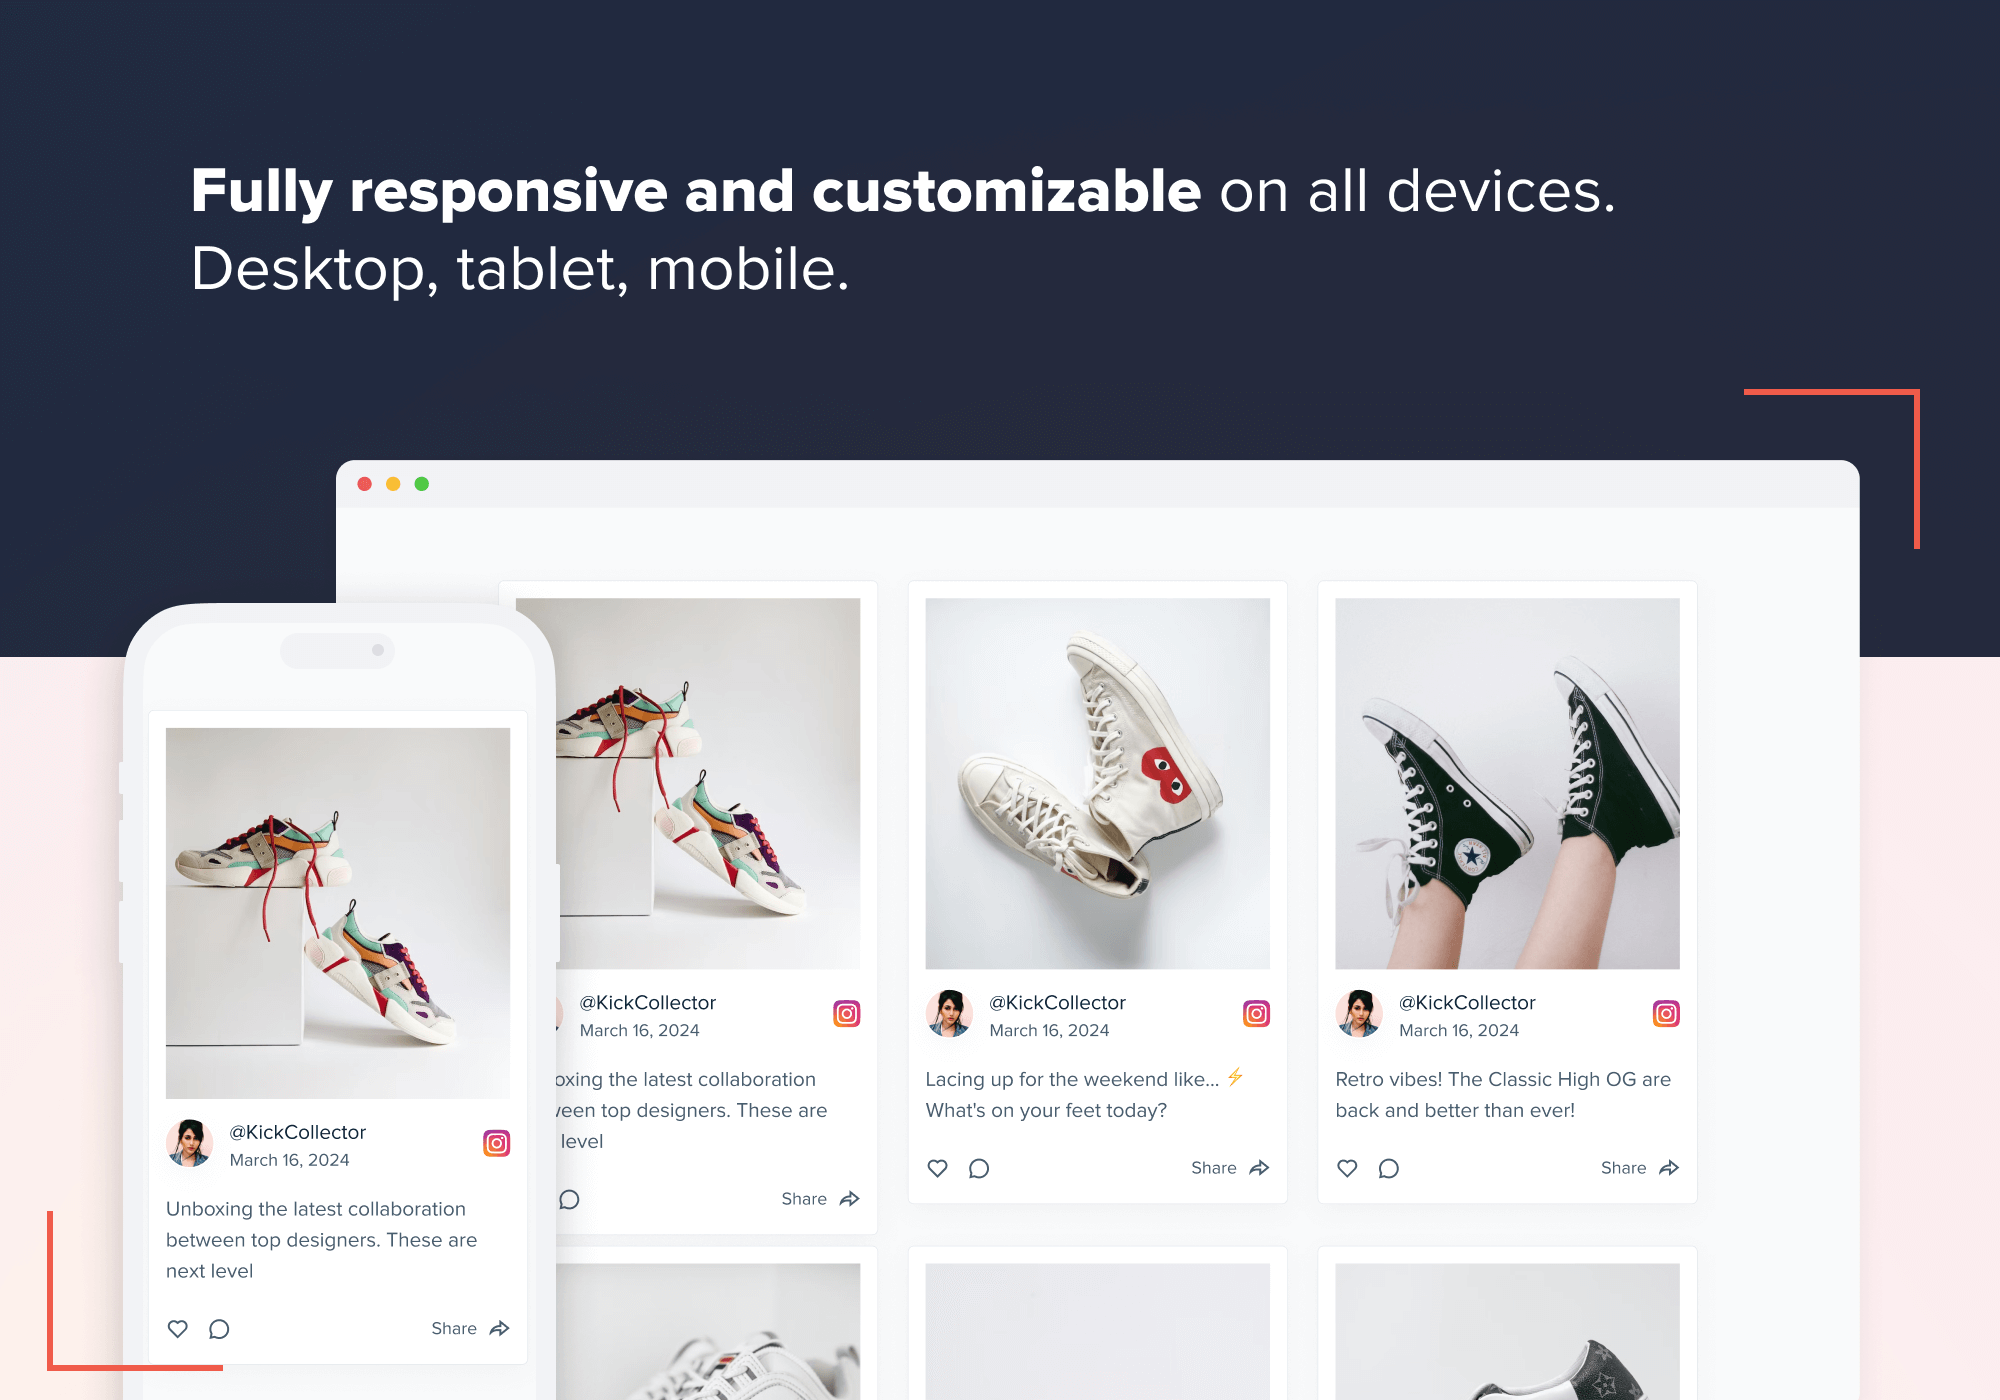 Fully responsive and customizable on all devices.
Desktop, tablet, mobile.
@KickCollector
March 16, 2024
Unboxing the latest collaboration
between top designers. These are
next level
Share
@KickCollector
March 16, 2024
oxing the latest collaboration
een top designers. These are
level
Share
@KickCollector
March 16, 2024
Lacing up for the weekend like... ⚡
What's on your feet today?
Share
@KickCollector
March 16, 2024
Retro vibes! The Classic High OG are
back and better than ever!
Share